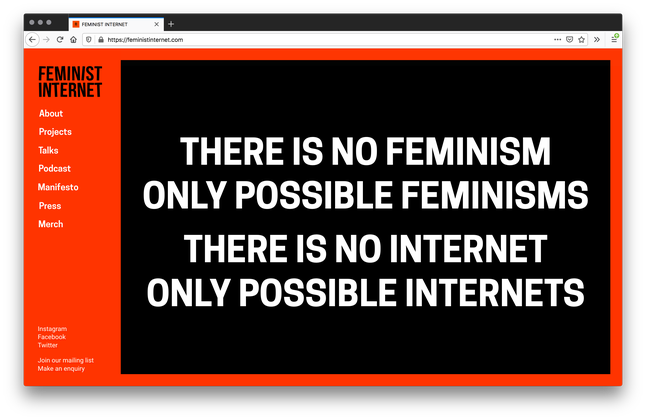 FEMINIST INTERNET
https://feministinternet.com
FEMINIST
INTERNET
About
Projects
Talks
Podcast
Manifesto
Press
Merch
Instagram
Facebook
Twitter
Join our mailing list
Make an enquiry
THERE IS NO FEMINISM
ONLY POSSIBLE FEMINISMS
THERE IS NO INTERNET
ONLY POSSIBLE INTERNETS